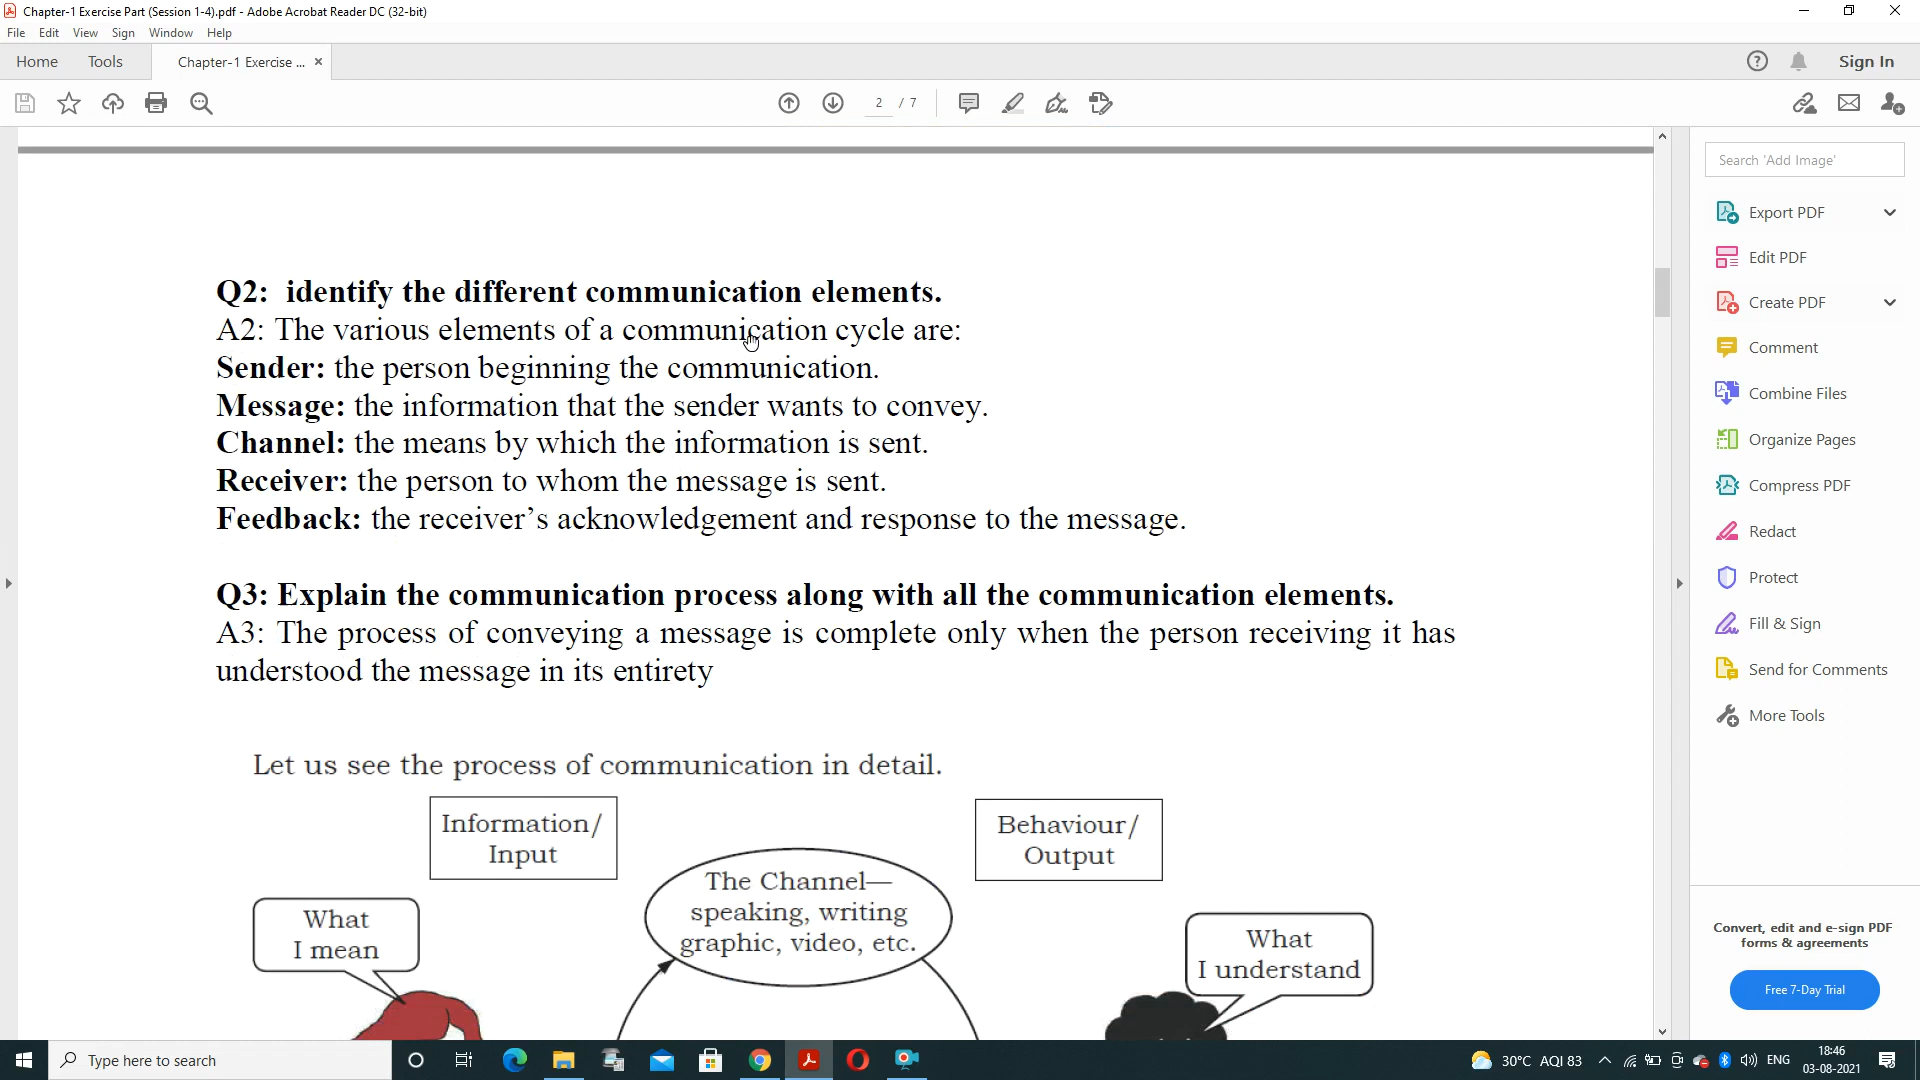 Chapter-1 Exercise Part (Session 1-4).pdf - Adobe Acrobat Reader DC (32-bit)
File Edit View Sign Window Help
Home Tools Chapter-1 Exercise ... × Sign In
2 / 7
Search 'Add Image'
Export PDF
Edit PDF
Create PDF
Comment
Combine Files
Organize Pages
Compress PDF
Redact
Protect
Fill & Sign
Send for Comments
More Tools
Convert, edit and e-sign PDF
forms & agreements
Free 7-Day Trial
Q2: identify the different communication elements.
A2: The various elements of a communication cycle are:
Sender: the person beginning the communication.
Message: the information that the sender wants to convey.
Channel: the means by which the information is sent.
Receiver: the person to whom the message is sent.
Feedback: the receiver’s acknowledgement and response to the message.
Q3: Explain the communication process along with all the communication elements.
A3: The process of conveying a message is complete only when the person receiving it has
understood the message in its entirety
Let us see the process of communication in detail.
Information/
Input
Behaviour/
Output
The Channel—
speaking, writing
graphic, video, etc.
What
I mean
What
I understand
Type here to search
30°C AQI 83
ENG
18:46
03-08-2021